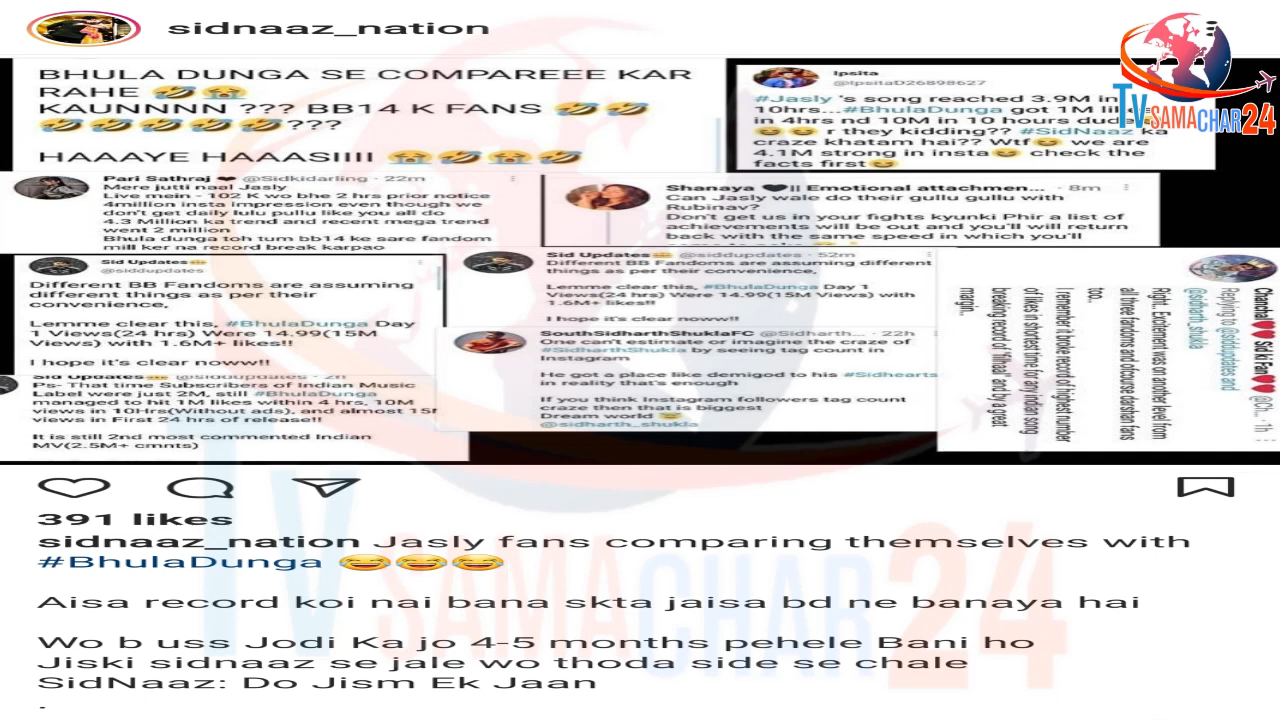 sidnaaz_nation
BHULA DUNGA SE COMPAREEE KAR
RAHE 🤣😭
KAUNNNN ??? BB14 K FANS 🤣🤣
🤣🤣🤣🤣🤣???
HAAAYE HAAASIIII 😭🤣😭🤣
Ipsita
@IpsitaD26898627
#Jasly 's song reached 3.9M in
10hrs...#BhulaDunga got 1M like
in 4hrs nd 10M in 10 hours dude
r they kidding?? #SidNaaz ka
craze khatam hai?? Wtf we are
4.1M strong in insta check the
facts first
TV SAMACHAR 24
Pari Sathraj ❤ @Sidkidarling · 22m
Mere jutti naal Jasly
Live mein - 102 K wo bhe 2 hrs prior notice
4million insta impression even though we
don't get daily lulu pullu like you all do
4.3 Million ka trend and recent mega trend
went 2 million
Bhula dunga toh tum bb14 ke sare fandom
mill ker na record break karpao
Shanaya 🖤|| Emotional attachmen... · 8m
Can Jasly wale do their gullu gullu with
Rubinav?
Don't get us in your fights kyunki Phir a list of
achievements will be out and you'll will return
back with the same speed in which you'll
Sid Updates
@siddupdates
Different BB Fandoms are assuming
different things as per their
convenience,
Lemme clear this, #BhulaDunga Day
1 Views(24 hrs) Were 14.99(15M
Views) with 1.6M+ likes!!
I hope it's clear noww!!
Sid Updates @siddupdates · 2h
Ps- That time Subscribers of Indian Music
Label were just 2M, still #BhulaDunga
managed to hit 1M likes within 4 hrs, 10M
views in 10Hrs(Without ads), and almost 15M
views in First 24 hrs of release!!
It is still 2nd most commented Indian
MV(2.5M+ cmnts)
Sid Updates @siddupdates · 52m
Different BB Fandoms are assuming different
things as per their convenience,
Lemme clear this, #BhulaDunga Day 1
Views(24 hrs) Were 14.99(15M Views) with
1.6M+ likes!!
I hope it's clear noww!!
SouthSidharthShuklaFC @Sidharth... · 22h
One can't estimate or imagine the craze of
#SidharthShukla by seeing tag count in
Instagram
He got a place like demigod to his #Sidhearts
in reality that's enough
If you think Instagram followers tag count
craze then that is biggest
Dream world
@sidharth_shukla
Chanchal❤ Sid ki Fan❤ @Ch... · 1h
Replying to @siddupdates and
@sidharth_shukla
Right.. Excitement was on another level from
all three fandoms and ofcourse darshan fans
too.
I remember it broke record of highest number
of likes in shortest time for any indian song
breaking record of "filhaal" and by a great
margin..
391 likes
sidnaaz_nation Jasly fans comparing themselves with
#BhulaDunga 😂😂😂
Aisa record koi nai bana skta jaisa bd ne banaya hai
Wo b uss Jodi Ka jo 4-5 months pehele Bani ho
Jiski sidnaaz se jale wo thoda side se chale
SidNaaz: Do Jism Ek Jaan
.
TV SAMACHAR 24